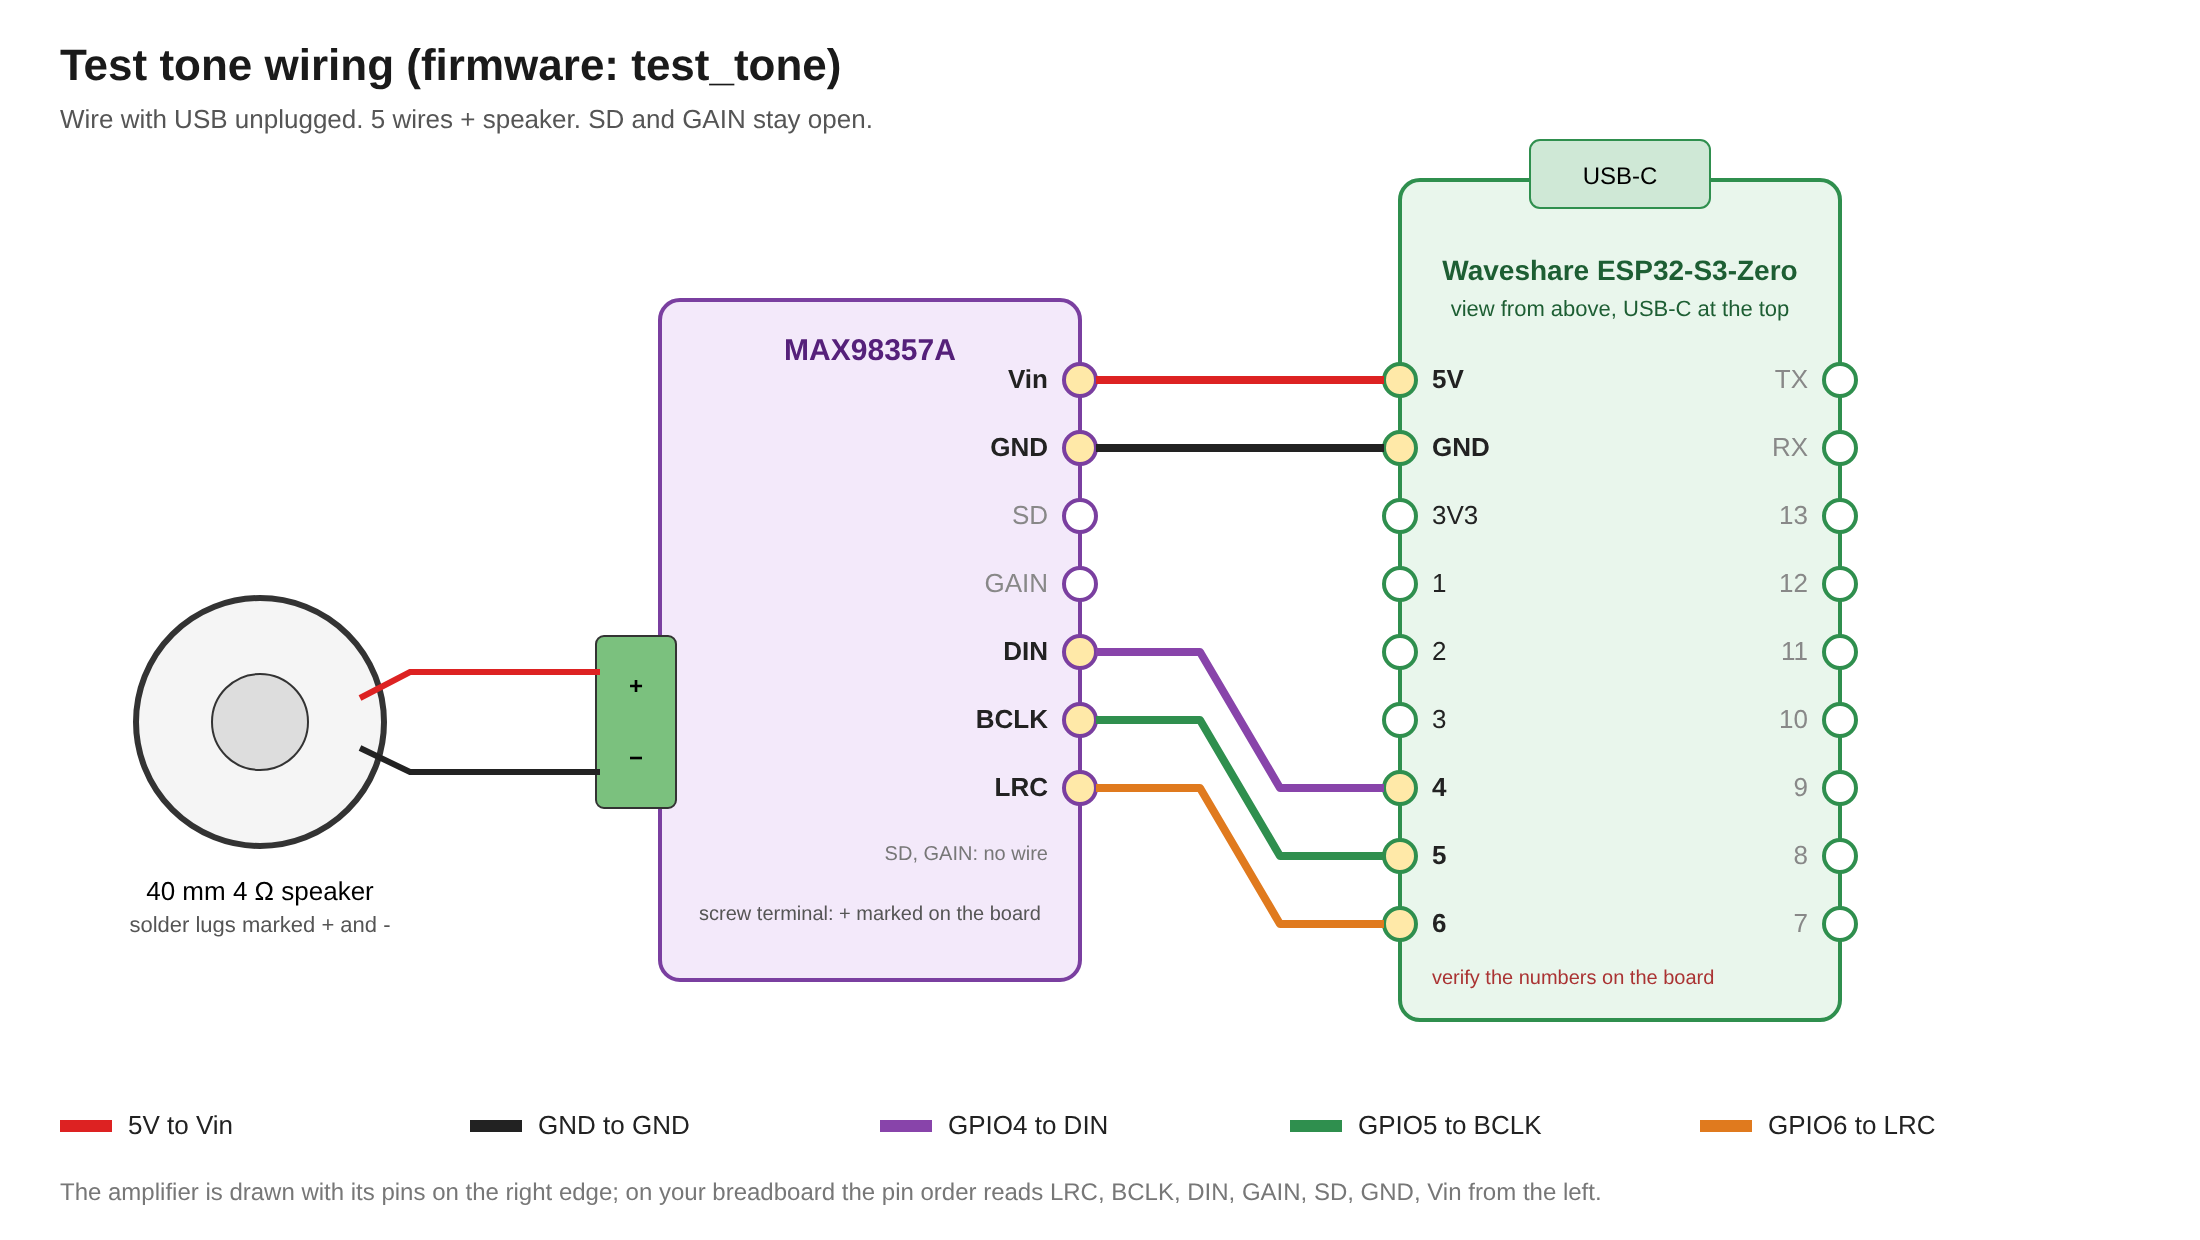 Test tone wiring (firmware: test_tone)
Wire with USB unplugged. 5 wires + speaker. SD and GAIN stay open.
USB-C
Waveshare ESP32-S3-Zero
view from above, USB-C at the top
MAX98357A
Vin
GND
SD
GAIN
DIN
BCLK
LRC
SD, GAIN: no wire
screw terminal: + marked on the board
+
−
40 mm 4 Ω speaker
solder lugs marked + and -
5V
GND
3V3
1
2
3
4
5
6
TX
RX
13
12
11
10
9
8
7
verify the numbers on the board
5V to Vin
GND to GND
GPIO4 to DIN
GPIO5 to BCLK
GPIO6 to LRC
The amplifier is drawn with its pins on the right edge; on your breadboard the pin order reads LRC, BCLK, DIN, GAIN, SD, GND, Vin from the left.